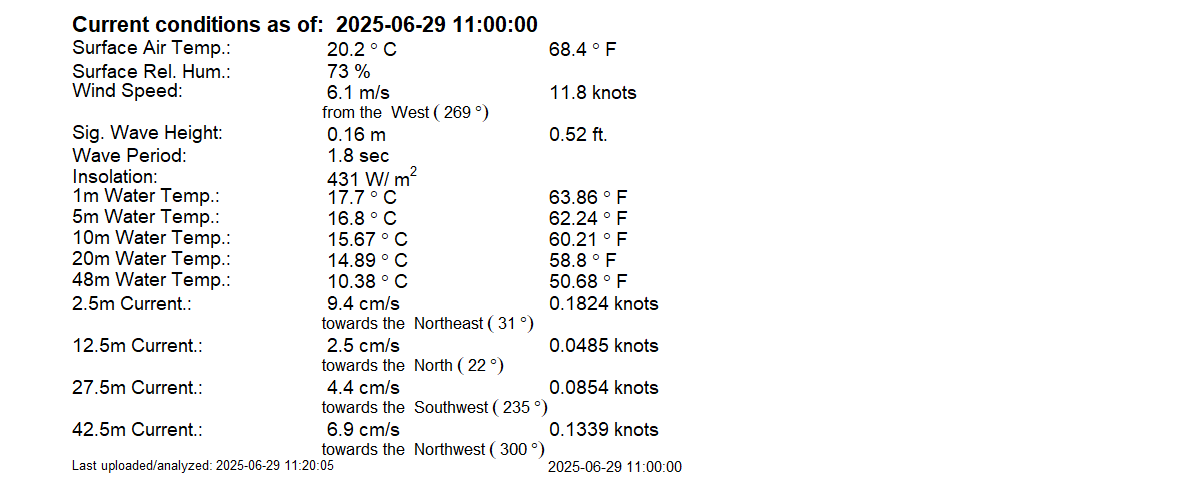 Current conditions as of: 2025-06-29 11:00:00
Surface Air Temp.: 20.2 ° C 68.4 ° F
Surface Rel. Hum.: 73 %
Wind Speed: 6.1 m/s 11.8 knots
from the West ( 269 °)
Sig. Wave Height: 0.16 m 0.52 ft.
Wave Period: 1.8 sec
Insolation: 431 W/ m²
1m Water Temp.: 17.7 ° C 63.86 ° F
5m Water Temp.: 16.8 ° C 62.24 ° F
10m Water Temp.: 15.67 ° C 60.21 ° F
20m Water Temp.: 14.89 ° C 58.8 ° F
48m Water Temp.: 10.38 ° C 50.68 ° F
2.5m Current.: 9.4 cm/s 0.1824 knots
towards the Northeast ( 31 °)
12.5m Current.: 2.5 cm/s 0.0485 knots
towards the North ( 22 °)
27.5m Current.: 4.4 cm/s 0.0854 knots
towards the Southwest ( 235 °)
42.5m Current.: 6.9 cm/s 0.1339 knots
towards the Northwest ( 300 °)
Last uploaded/analyzed: 2025-06-29 11:20:05 2025-06-29 11:00:00